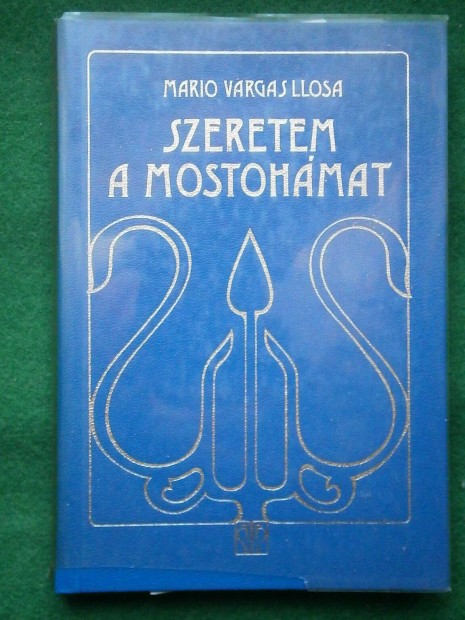 MARIO VARGAS LLOSA
SZERETEM
A MOSTOHÁMAT